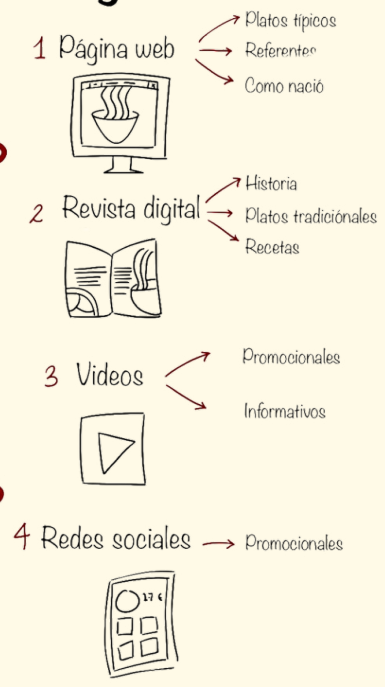 1 Página web
Platos típicos
Referentes
Como nació
2 Revista digital
Historia
Platos tradiciónales
Recetas
3 Videos
Promocionales
Informativos
4 Redes sociales
Promocionales